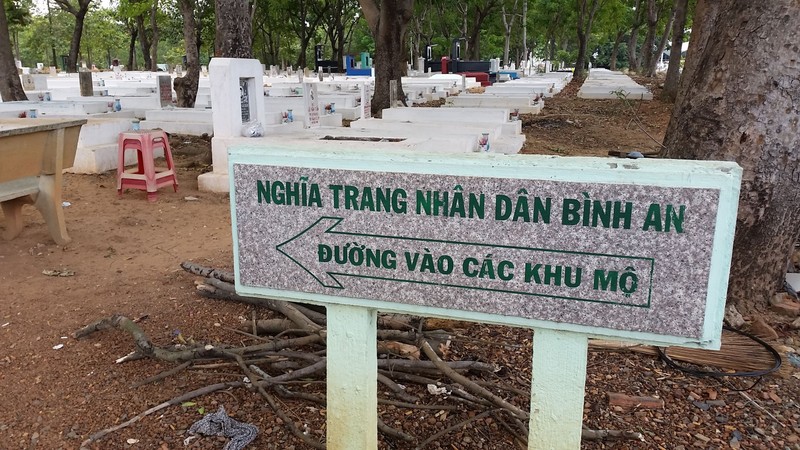 NGHĨA TRANG NHÂN DÂN BÌNH AN
ĐƯỜNG VÀO CÁC KHU MỘ